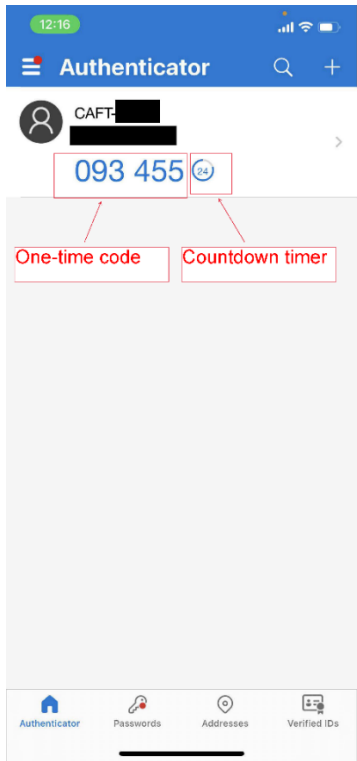 12:16
Authenticator
CAFT-
093 455
24
One-time code
Countdown timer
Authenticator
Passwords
Addresses
Verified IDs